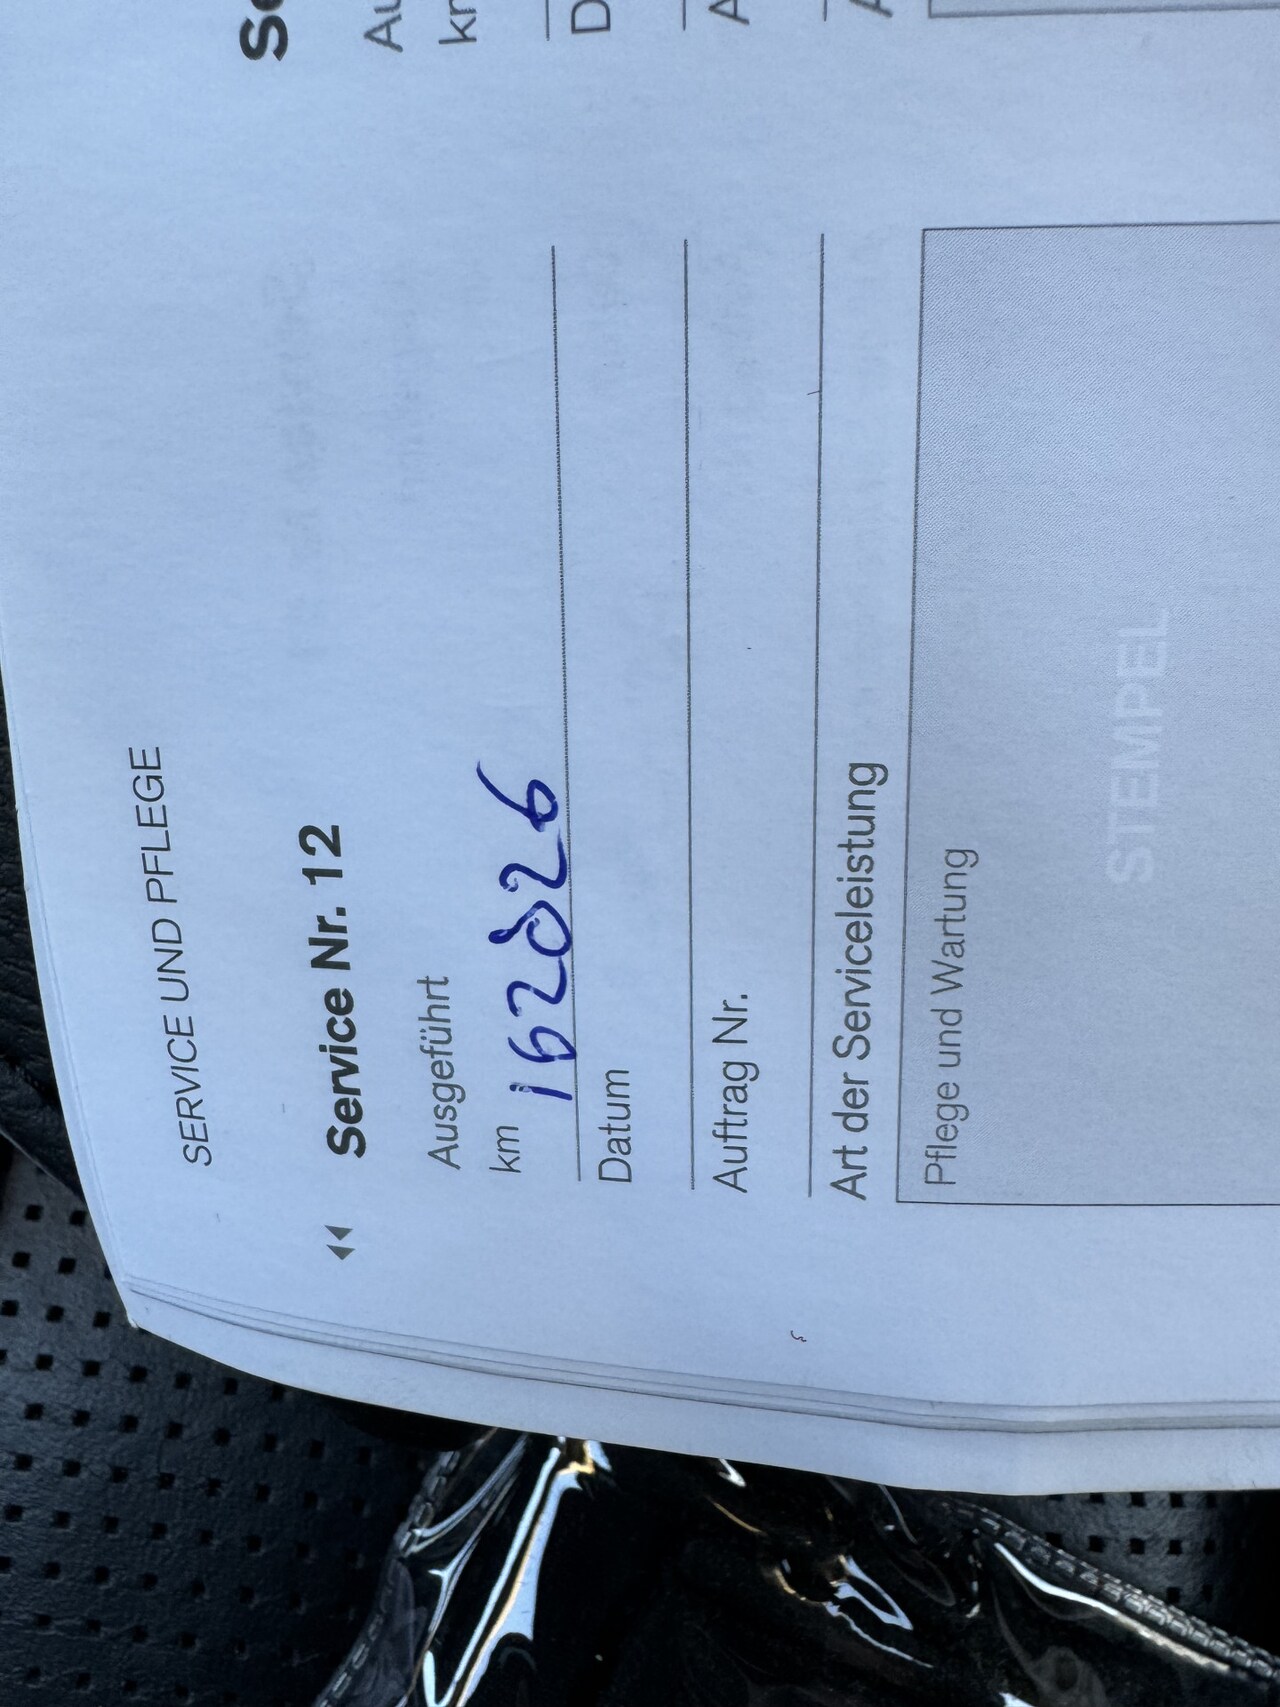 SERVICE UND PFLEGE
Service Nr. 12
Ausgeführt
km 162026
Datum
Auftrag Nr.
Art der Serviceleistung
Pflege und Wartung
STEMPEL